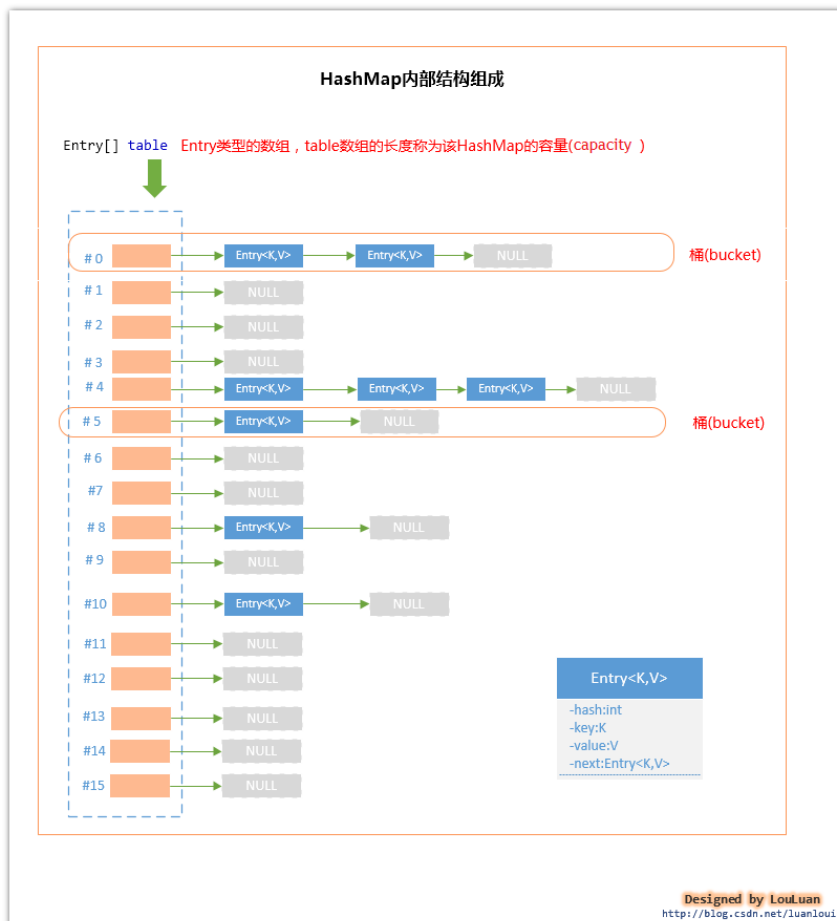 HashMap内部结构组成
Entry[] table Entry类型的数组，table数组的长度称为该HashMap的容量(capacity )
#0 Entry<K,V> Entry<K,V> NULL 桶(bucket)
#1 NULL
#2 NULL
#3 NULL
#4 Entry<K,V> Entry<K,V> Entry<K,V> NULL
#5 Entry<K,V> NULL 桶(bucket)
#6 NULL
#7 NULL
#8 Entry<K,V> NULL
#9 NULL
#10 Entry<K,V> NULL
#11 NULL
#12 NULL
#13 NULL
#14 NULL
#15 NULL
Entry<K,V>
-hash:int
-key:K
-value:V
-next:Entry<K,V>
Designed by LouLuan
http://blog.csdn.net/luanloui